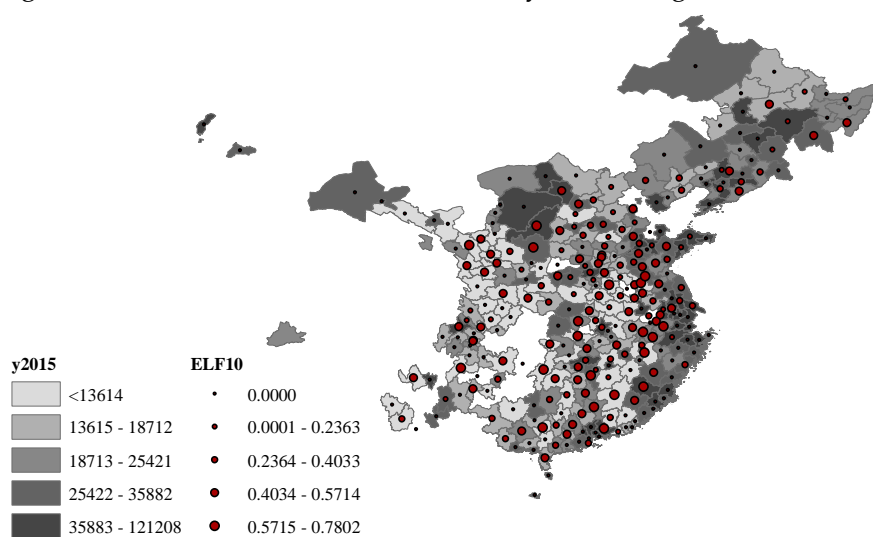 y2015 ELF10
<13614 0.0000
13615 - 18712 0.0001 - 0.2363
18713 - 25421 0.2364 - 0.4033
25422 - 35882 0.4034 - 0.5714
35883 - 121208 0.5715 - 0.7802